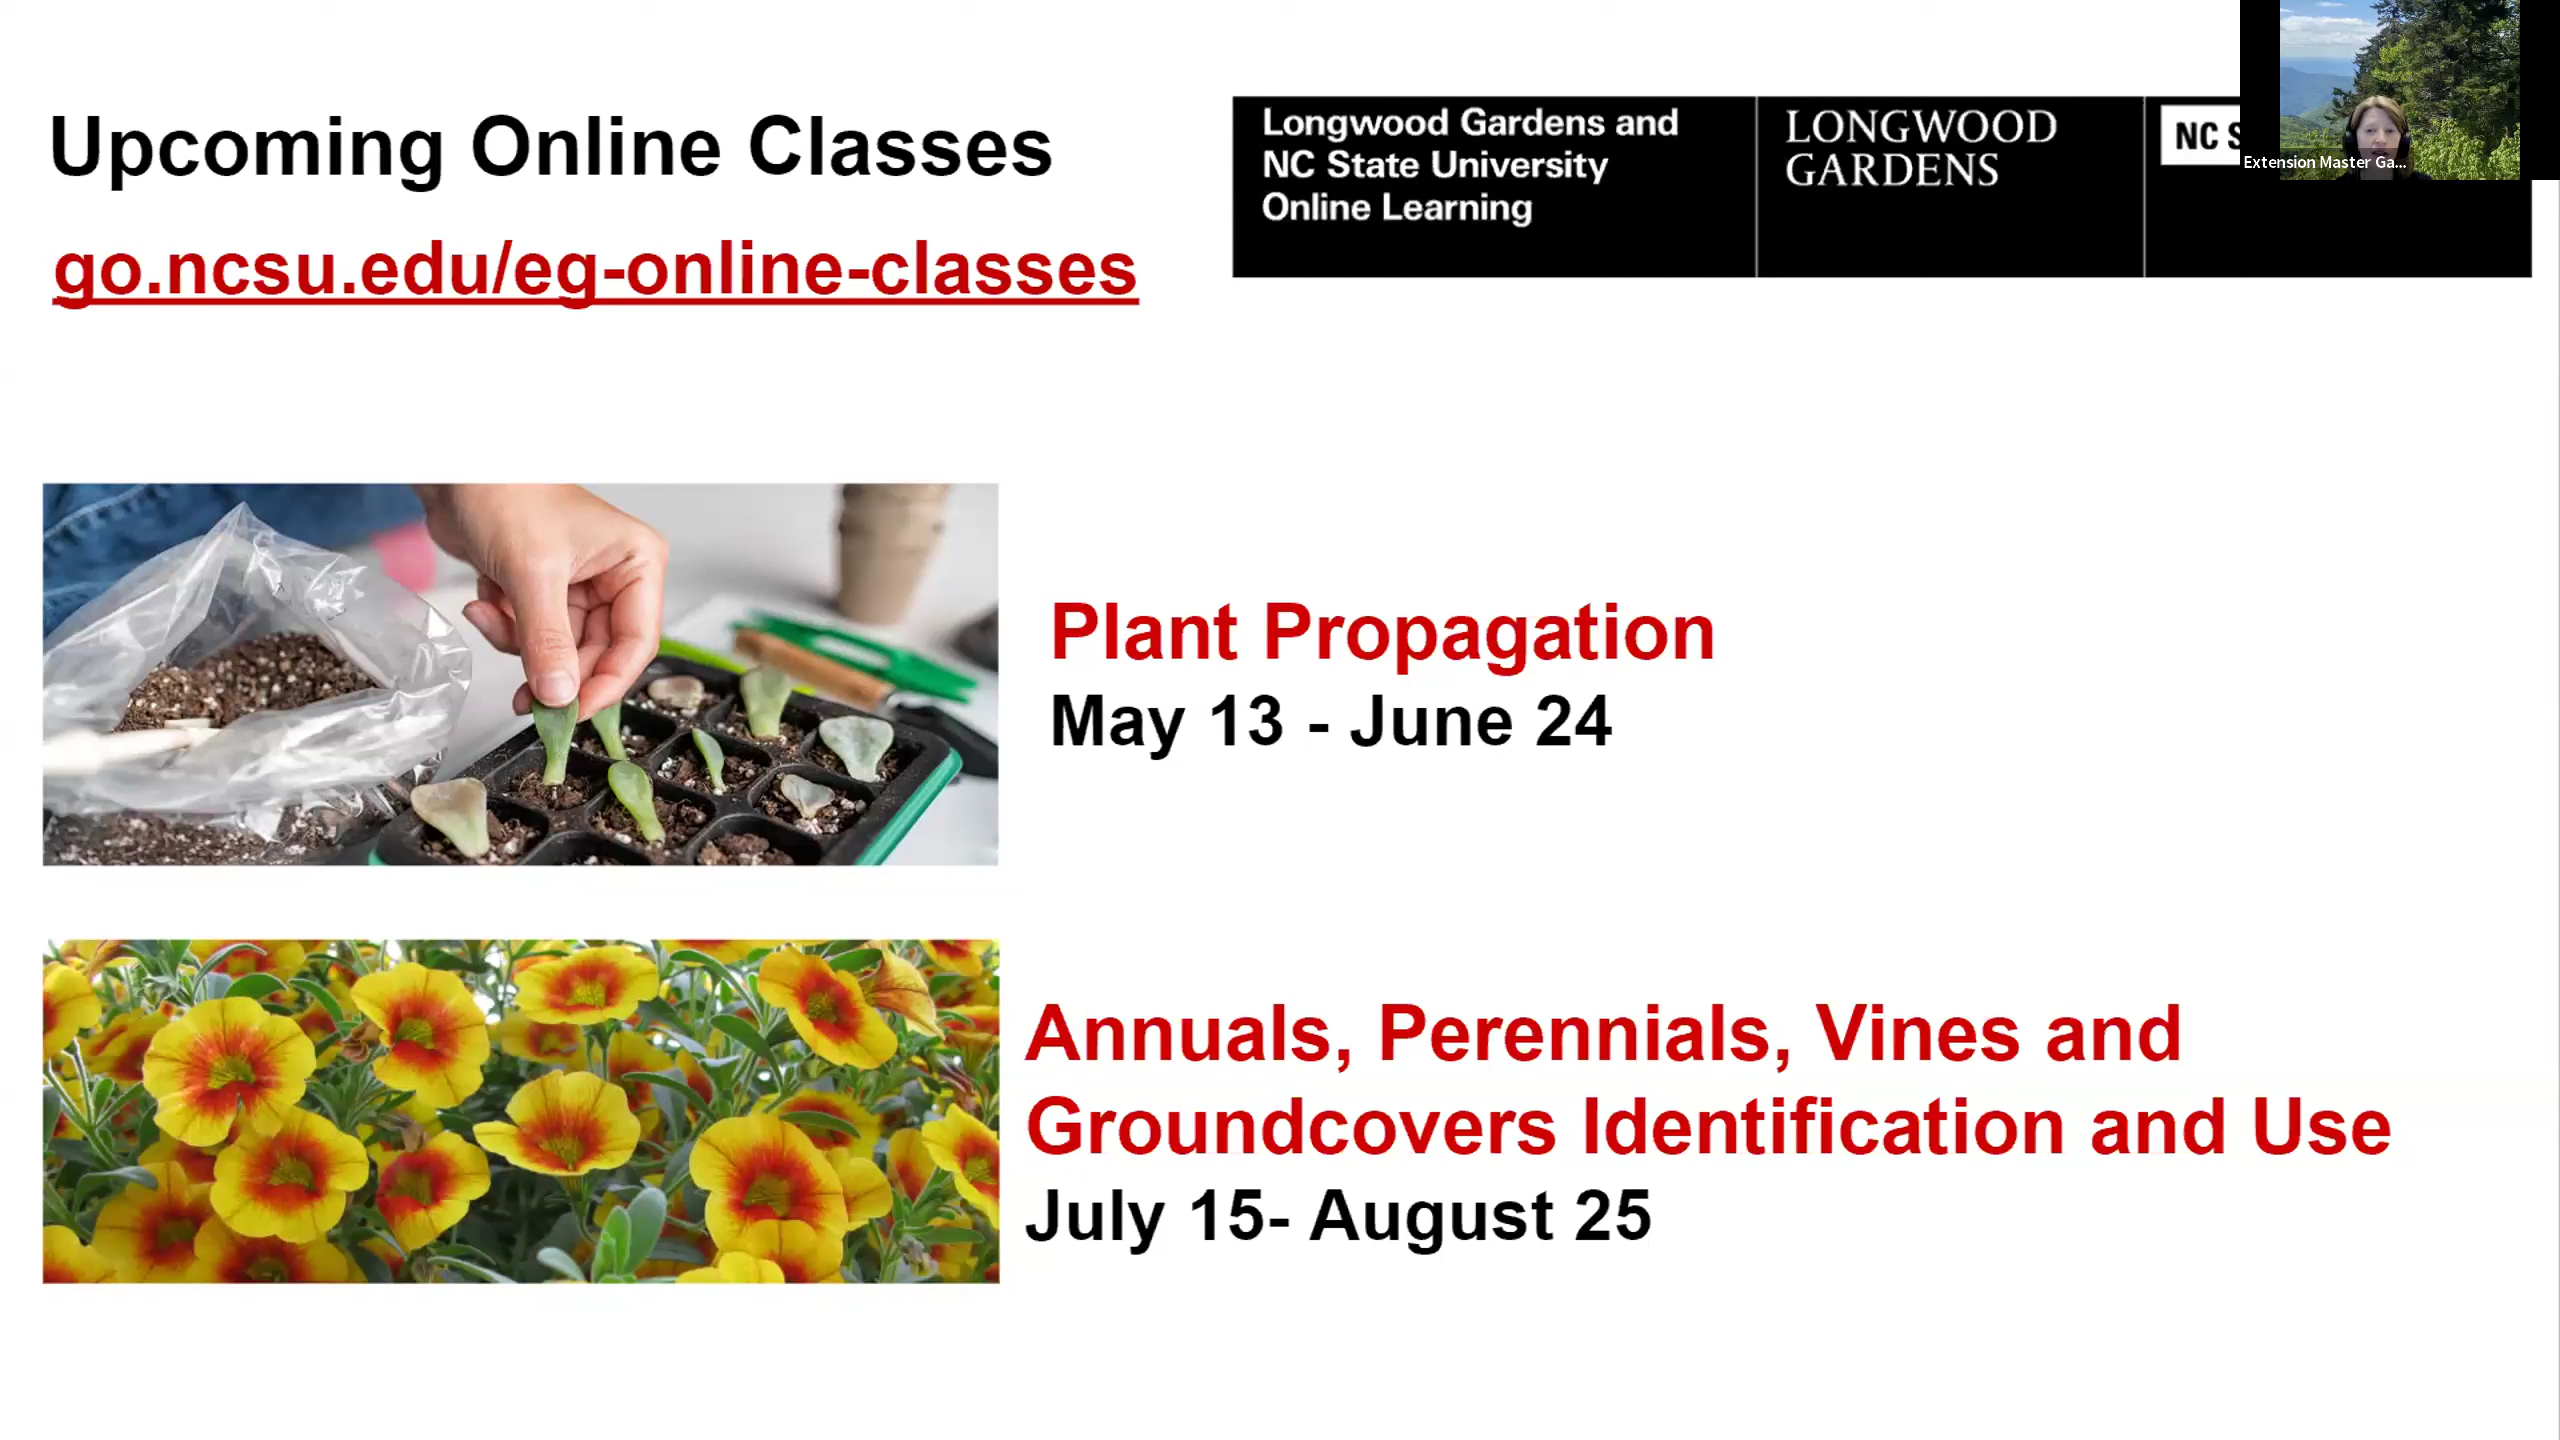 Upcoming Online Classes
go.ncsu.edu/eg-online-classes
Longwood Gardens and
NC State University
Online Learning
LONGWOOD
GARDENS
NC S
Extension Master Ga...
Plant Propagation
May 13 - June 24
Annuals, Perennials, Vines and
Groundcovers Identification and Use
July 15- August 25